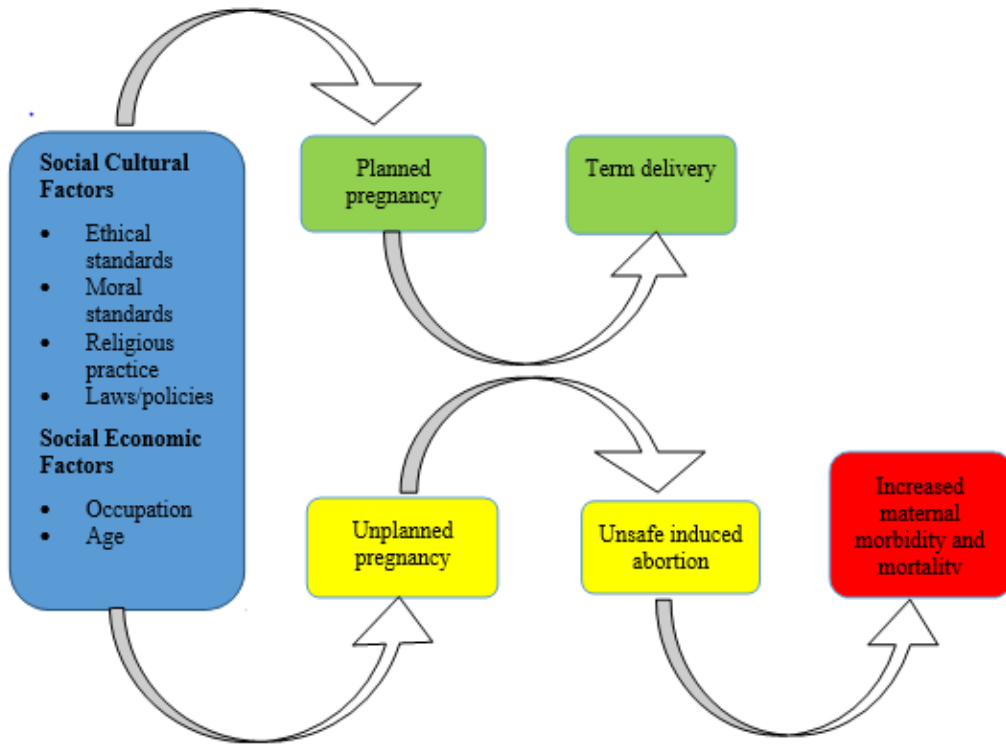 Social Cultural
Factors
• Ethical
standards
• Moral
standards
• Religious
practice
• Laws/policies
Social Economic
Factors
• Occupation
• Age
Planned
pregnancy
Term delivery
Unplanned
pregnancy
Unsafe induced
abortion
Increased
maternal
morbidity and
mortality